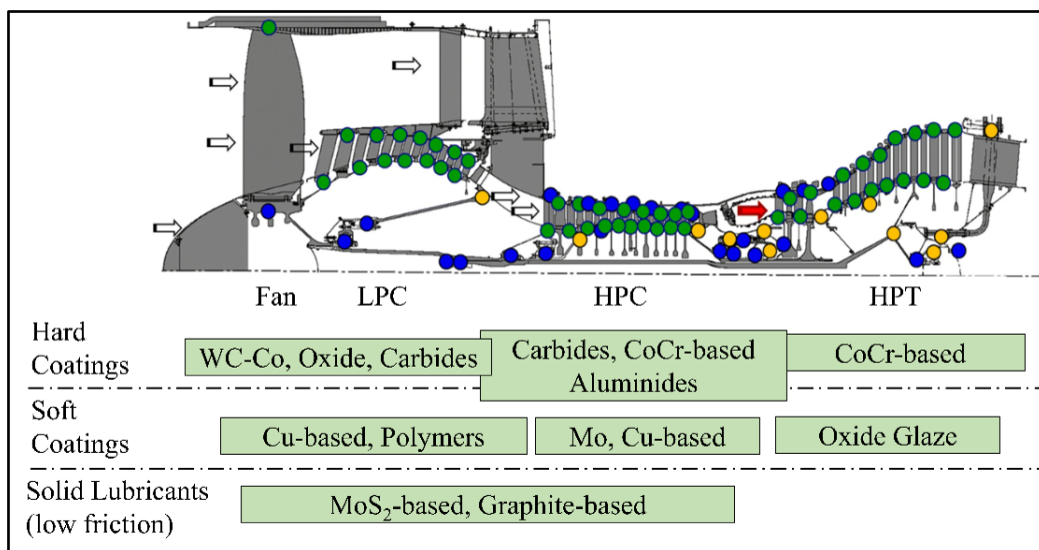 Fan LPC HPC HPT
Hard
Coatings
WC-Co, Oxide, Carbides
Carbides, CoCr-based
Aluminides
CoCr-based
Soft
Coatings
Cu-based, Polymers
Mo, Cu-based
Oxide Glaze
Solid Lubricants
(low friction)
MoS₂-based, Graphite-based